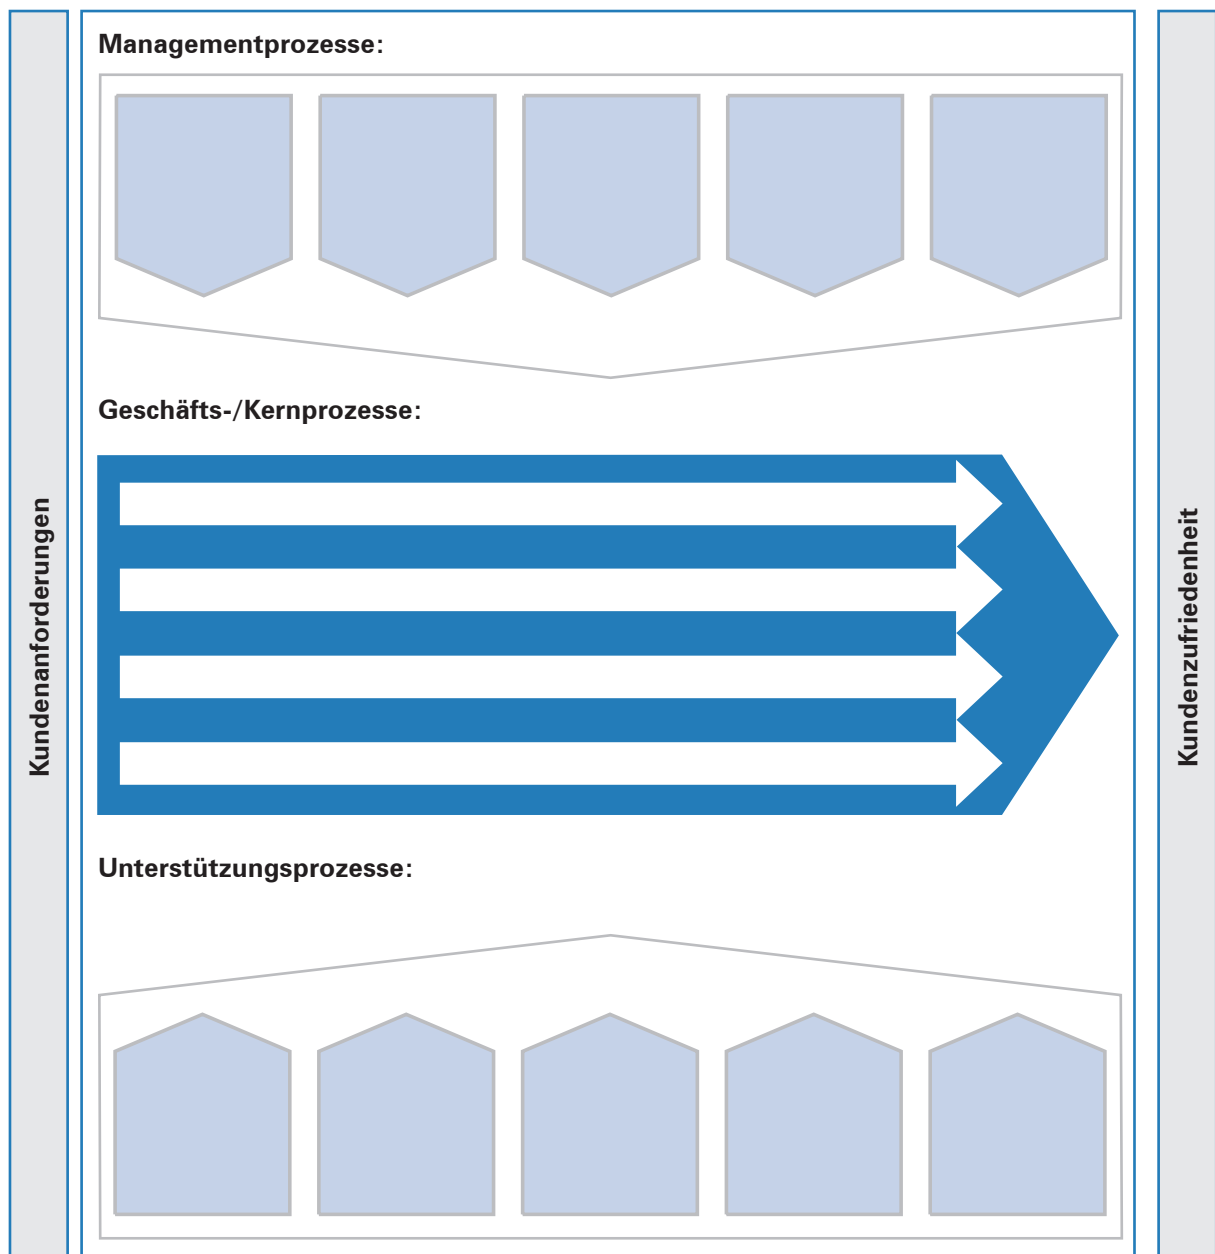 Managementprozesse:
Geschäfts-/Kernprozesse:
Kundenanforderungen
Kundenzufriedenheit
Unterstützungsprozesse: